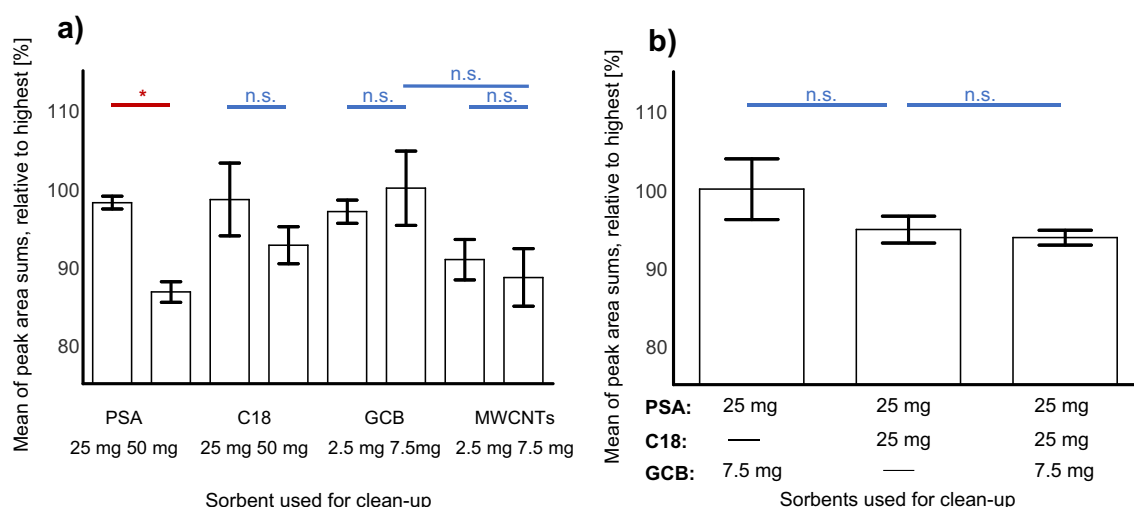 a)
Mean of peak area sums, relative to highest [%]
110
100
90
80
*
n.s.
n.s.
n.s.
n.s.
PSA C18 GCB MWCNTs
25 mg 50 mg 25 mg 50 mg 2.5 mg 7.5mg 2.5 mg 7.5 mg
Sorbent used for clean-up
b)
Mean of peak area sums, relative to highest [%]
110
100
90
80
n.s.
n.s.
PSA: 25 mg 25 mg 25 mg
C18: — 25 mg 25 mg
GCB: 7.5 mg — 7.5 mg
Sorbents used for clean-up